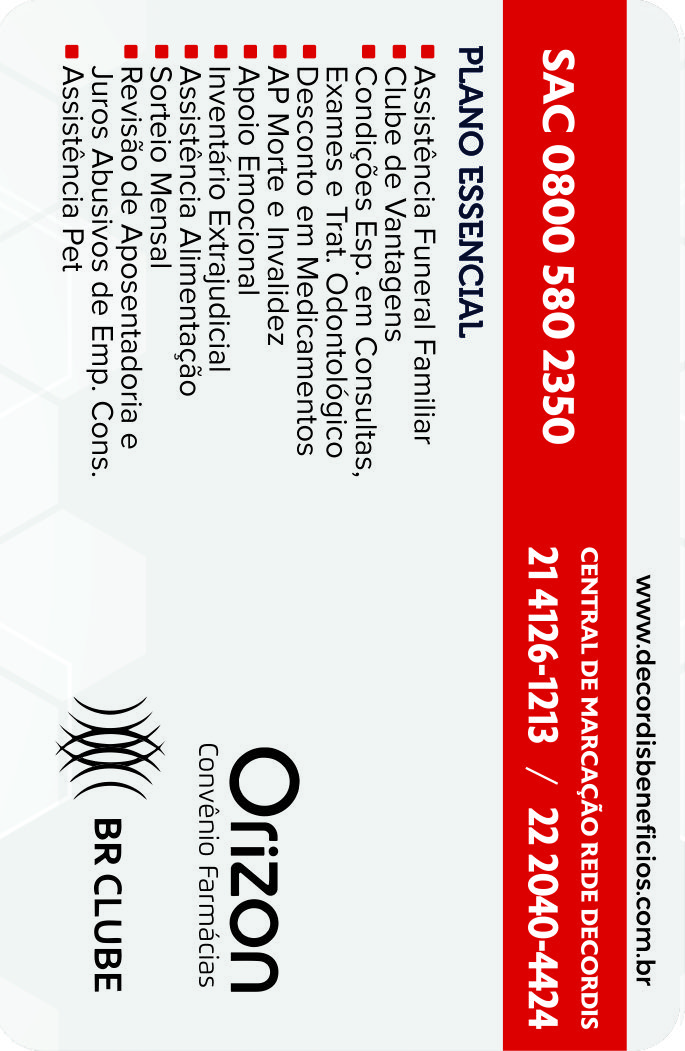 www.decordisbeneficios.com.br
SAC 0800 580 2350
CENTRAL DE MARCAÇÃO REDE DECORDIS
21 4126-1213 / 22 2040-4424
PLANO ESSENCIAL
Assistência Funeral Familiar
Clube de Vantagens
Condições Esp. em Consultas,
Exames e Trat. Odontológico
Desconto em Medicamentos
AP Morte e Invalidez
Apoio Emocional
Inventário Extrajudicial
Assistência Alimentação
Sorteio Mensal
Revisão de Aposentadoria e
Juros Abusivos de Emp. Cons.
Assistência Pet
Orizon
Convênio Farmácias
BR CLUBE